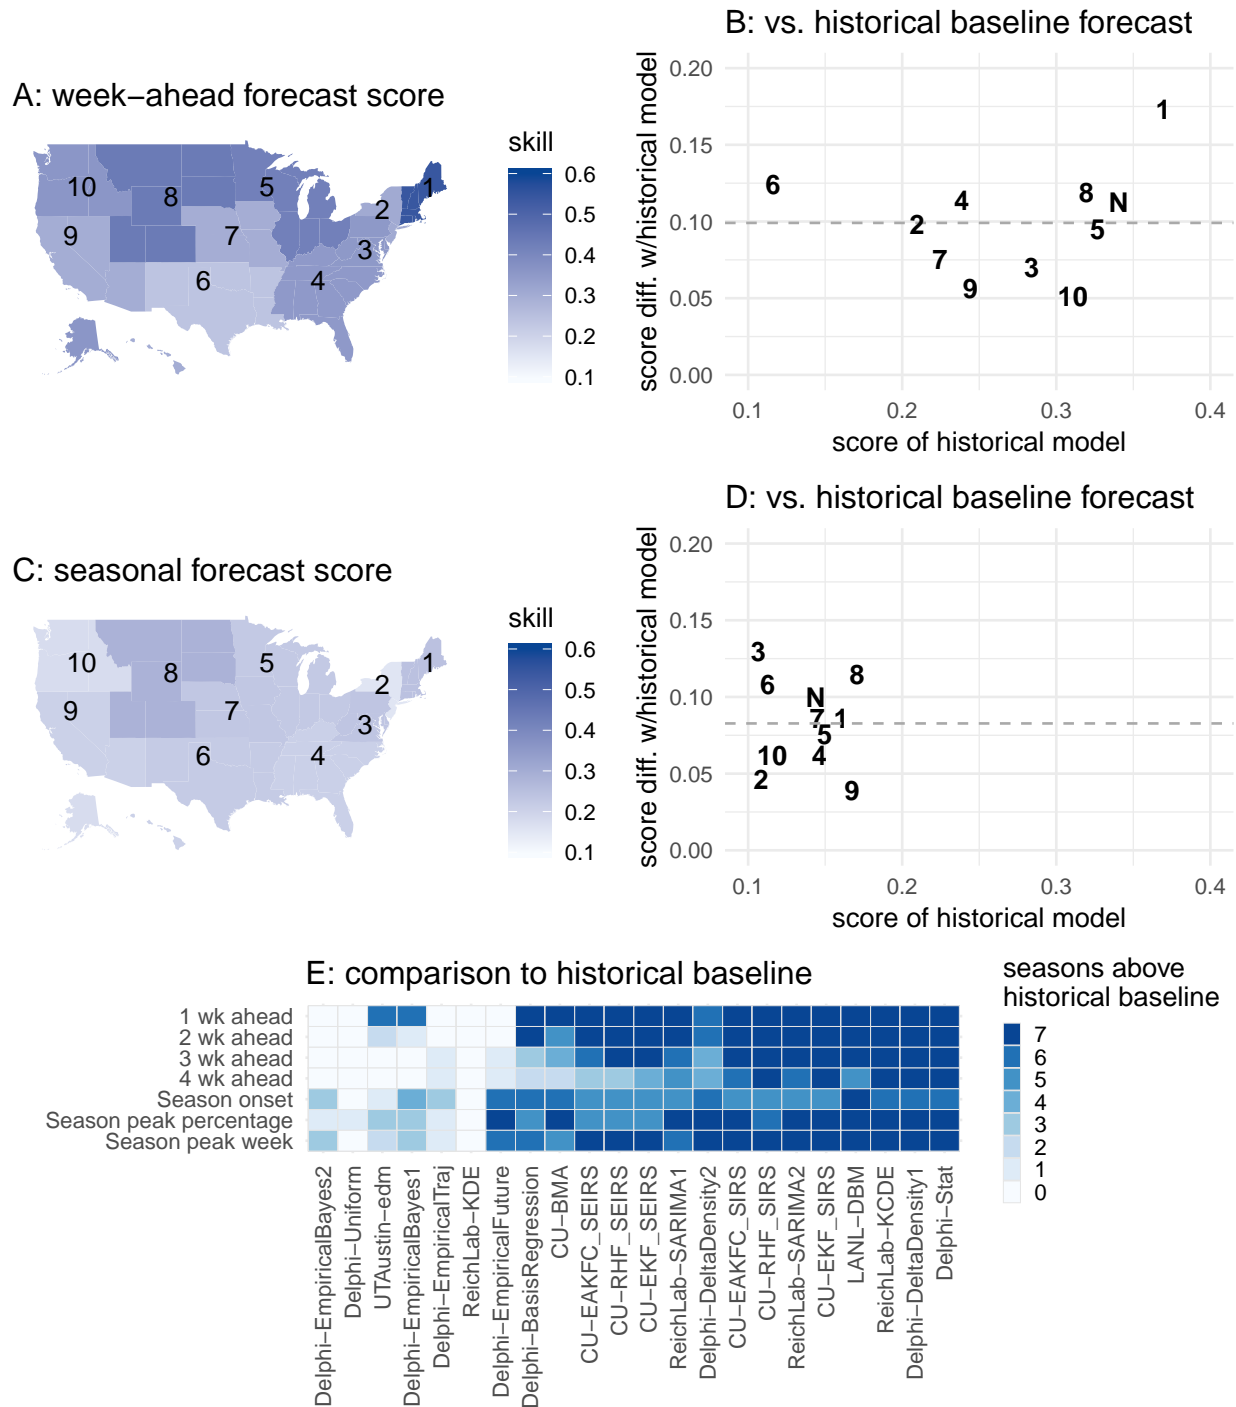 A: week−ahead forecast score
10
8
5
1
2
9
7
3
6
4
skill
0.6
0.5
0.4
0.3
0.2
0.1
B: vs. historical baseline forecast
score diff. w/historical model
0.20
0.15
0.10
0.05
0.00
1
6
4
8
N
2
5
7
3
9
10
0.1
0.2
0.3
0.4
score of historical model
C: seasonal forecast score
10
8
5
1
2
9
7
3
6
4
skill
0.6
0.5
0.4
0.3
0.2
0.1
D: vs. historical baseline forecast
score diff. w/historical model
0.20
0.15
0.10
0.05
0.00
3
6
8
N
7
1
5
10
4
2
9
0.1
0.2
0.3
0.4
score of historical model
E: comparison to historical baseline
1 wk ahead
2 wk ahead
3 wk ahead
4 wk ahead
Season onset
Season peak percentage
Season peak week
Delphi−EmpiricalBayes2
Delphi−Uniform
UTAustin−edm
Delphi−EmpiricalBayes1
Delphi−EmpiricalTraj
ReichLab−KDE
Delphi−EmpiricalFuture
Delphi−BasisRegression
CU−BMA
CU−EAKFC_SEIRS
CU−RHF_SEIRS
CU−EKF_SEIRS
ReichLab−SARIMA1
Delphi−DeltaDensity2
CU−EAKFC_SIRS
CU−RHF_SIRS
ReichLab−SARIMA2
CU−EKF_SIRS
LANL−DBM
ReichLab−KCDE
Delphi−DeltaDensity1
Delphi−Stat
seasons above
historical baseline
7
6
5
4
3
2
1
0